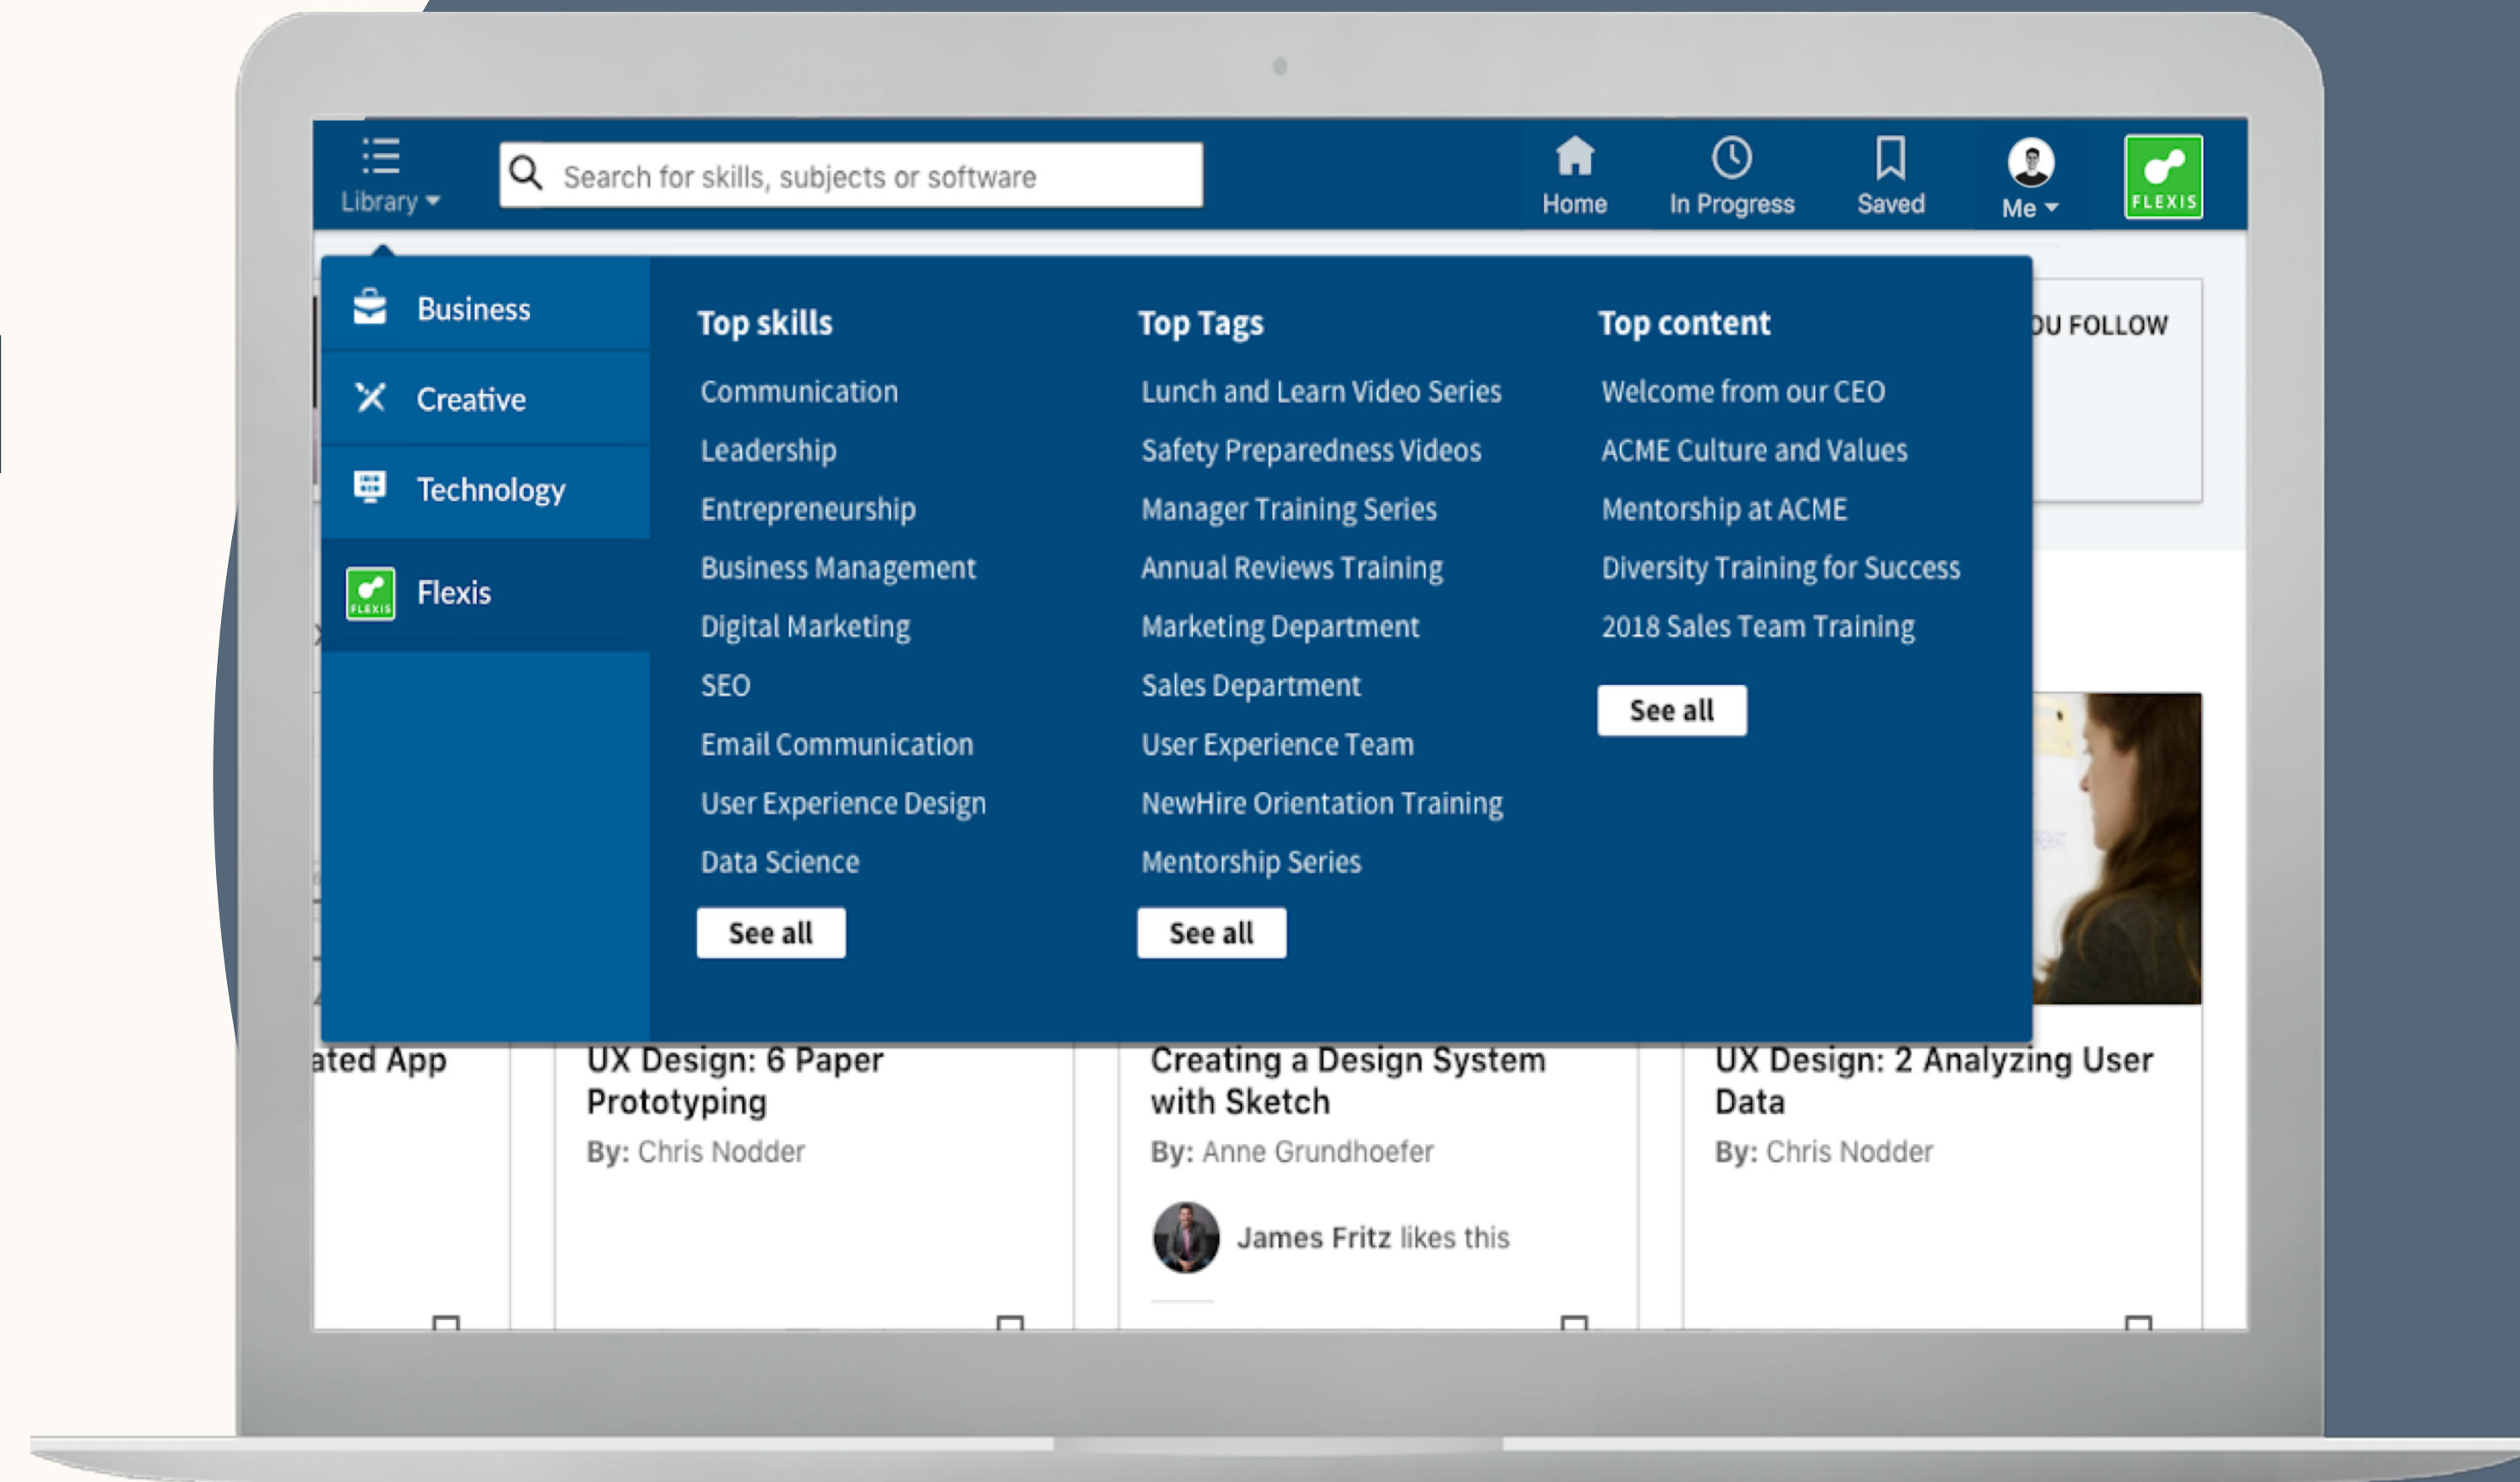 Library
Search for skills, subjects or software
Home
In Progress
Saved
Me
FLEXIS
OU FOLLOW
Business
Creative
Technology
FLEXIS
Flexis
Top skills
Communication
Leadership
Entrepreneurship
Business Management
Digital Marketing
SEO
Email Communication
User Experience Design
Data Science
See all
Top Tags
Lunch and Learn Video Series
Safety Preparedness Videos
Manager Training Series
Annual Reviews Training
Marketing Department
Sales Department
User Experience Team
NewHire Orientation Training
Mentorship Series
See all
Top content
Welcome from our CEO
ACME Culture and Values
Mentorship at ACME
Diversity Training for Success
2018 Sales Team Training
See all
ated App
UX Design: 6 Paper
Prototyping
By: Chris Nodder
Creating a Design System
with Sketch
By: Anne Grundhoefer
James Fritz likes this
UX Design: 2 Analyzing User
Data
By: Chris Nodder